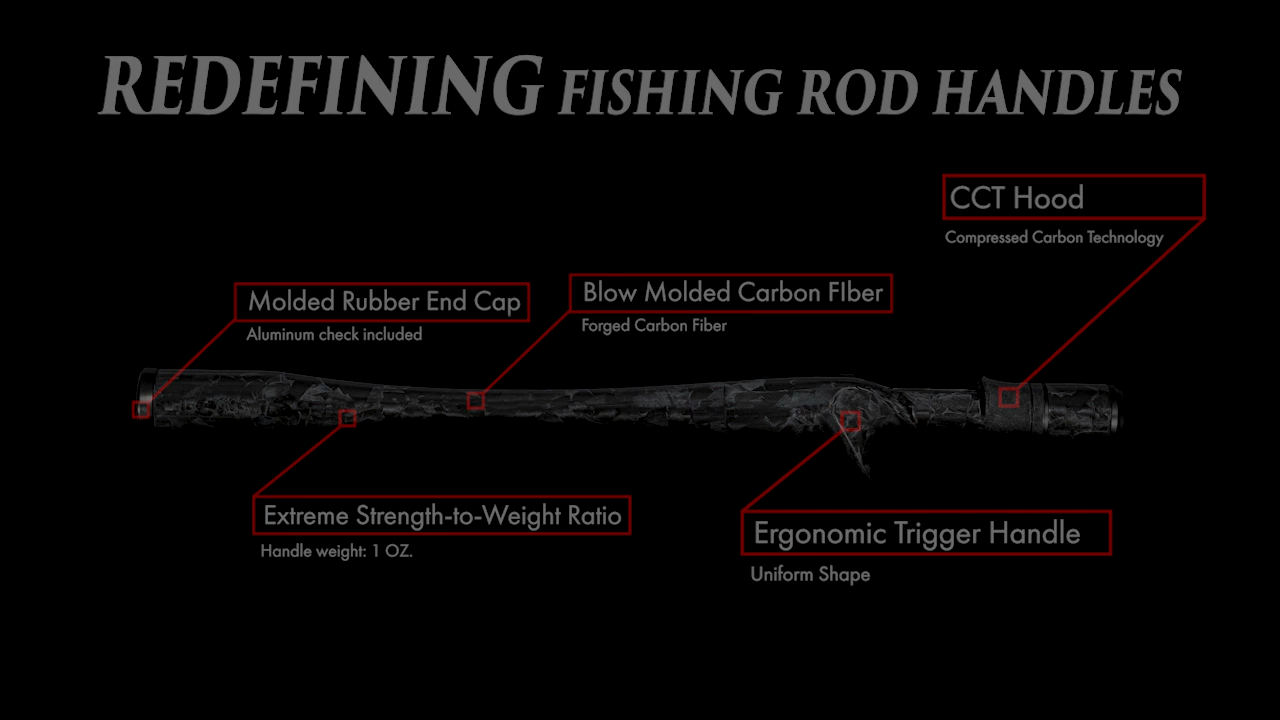 REDEFINING FISHING ROD HANDLES
CCT Hood
Compressed Carbon Technology
Molded Rubber End Cap
Aluminum check included
Blow Molded Carbon FIber
Forged Carbon Fiber
Extreme Strength-to-Weight Ratio
Handle weight: 1 OZ.
Ergonomic Trigger Handle
Uniform Shape